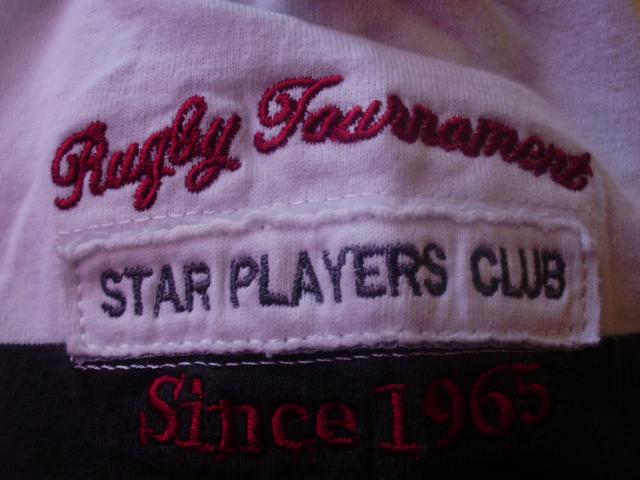 Rugby Tournament
STAR PLAYERS CLUB
Since 1965